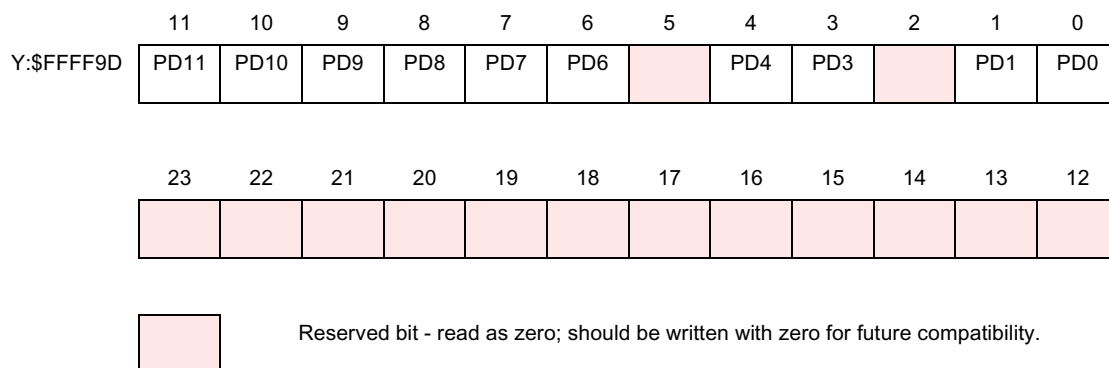 11 10 9 8 7 6 5 4 3 2 1 0
Y:$FFFF9D PD11 PD10 PD9 PD8 PD7 PD6 PD4 PD3 PD1 PD0
23 22 21 20 19 18 17 16 15 14 13 12
Reserved bit - read as zero; should be written with zero for future compatibility.